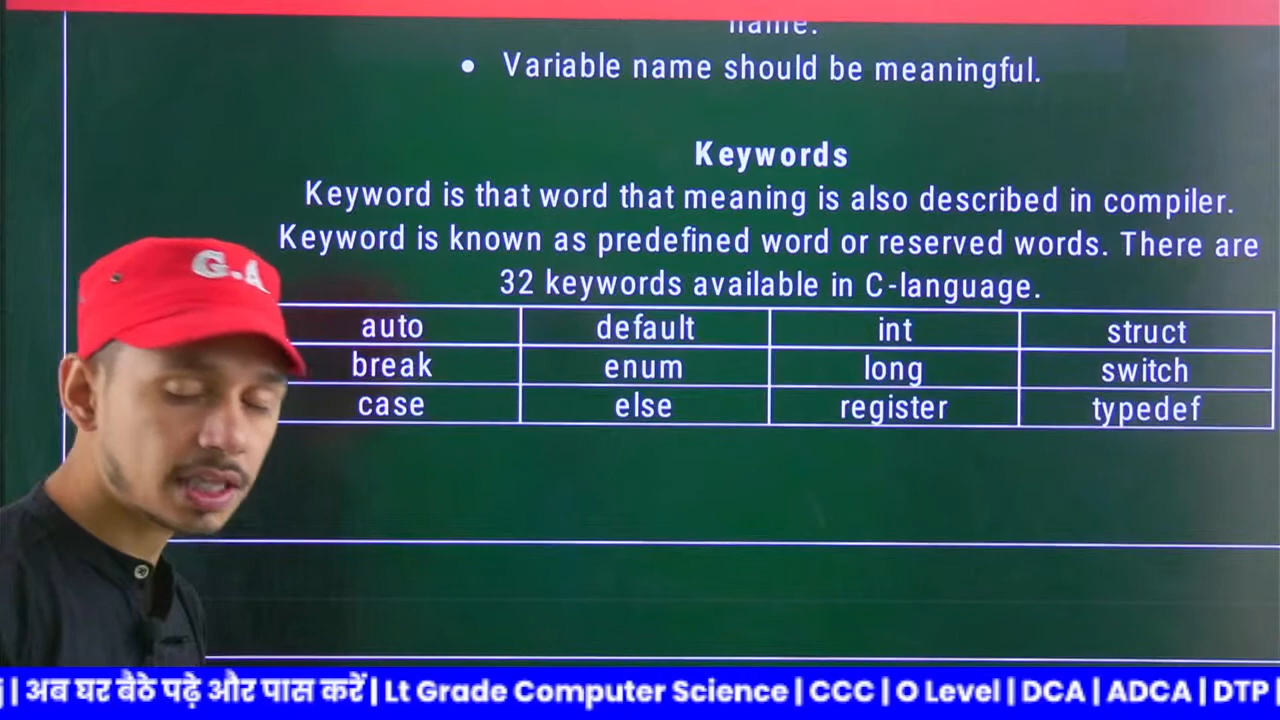 name.
• Variable name should be meaningful.
Keywords
Keyword is that word that meaning is also described in compiler.
Keyword is known as predefined word or reserved words. There are
32 keywords available in C-language.
auto default int struct
break enum long switch
case else register typedef
G.A
| अब घर बैठे पढ़े और पास करें | Lt Grade Computer Science | CCC | O Level | DCA | ADCA | DTP |